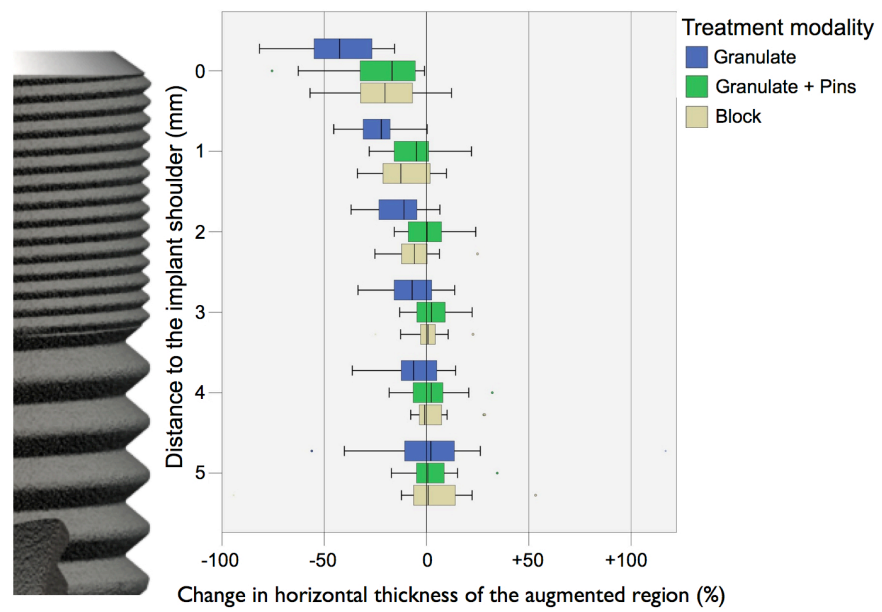 Treatment modality
Granulate
Granulate + Pins
Block
Distance to the implant shoulder (mm)
0
1
2
3
4
5
-100 -50 0 +50 +100
Change in horizontal thickness of the augmented region (%)